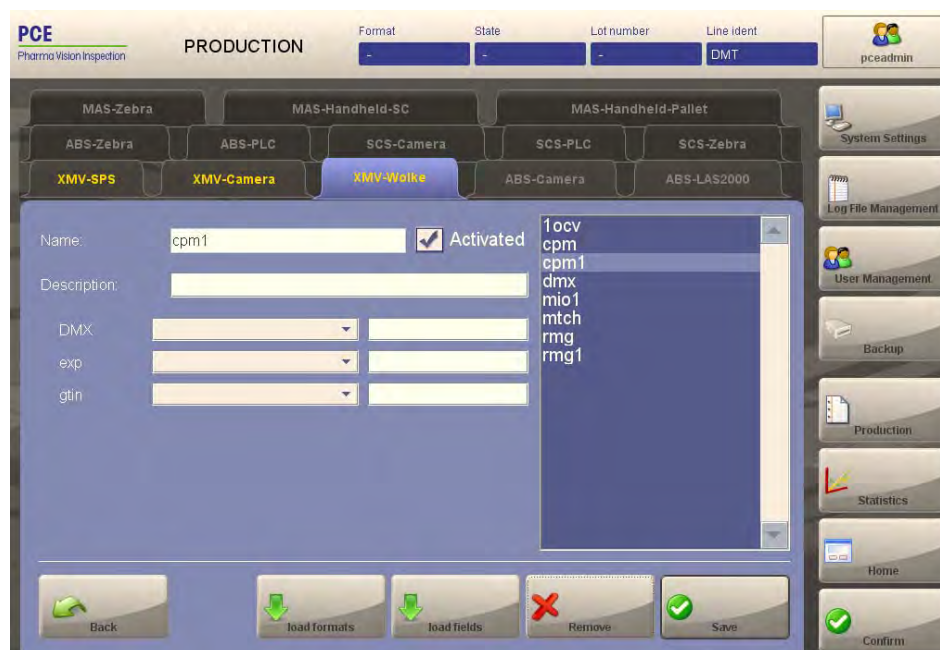 PCE
Pharma Vision Inspection
PRODUCTION
Format
State
Lot number
Line ident
-
-
-
DMT
pceadmin
MAS-Zebra
MAS-Handheld-SC
MAS-Handheld-Pallet
ABS-Zebra
ABS-PLC
SCS-Camera
SCS-PLC
SCS-Zebra
XMV-SPS
XMV-Camera
XMV-Wolke
ABS-Camera
ABS-LAS2000
Name:
cpm1
Activated
Description:
DMX
exp
gtin
1ocv
cpm
cpm1
dmx
mio1
mtch
rmg
rmg1
System Settings
Log File Management
User Management
Backup
Production
Statistics
Home
Confirm
Back
load formats
load fields
Remove
Save